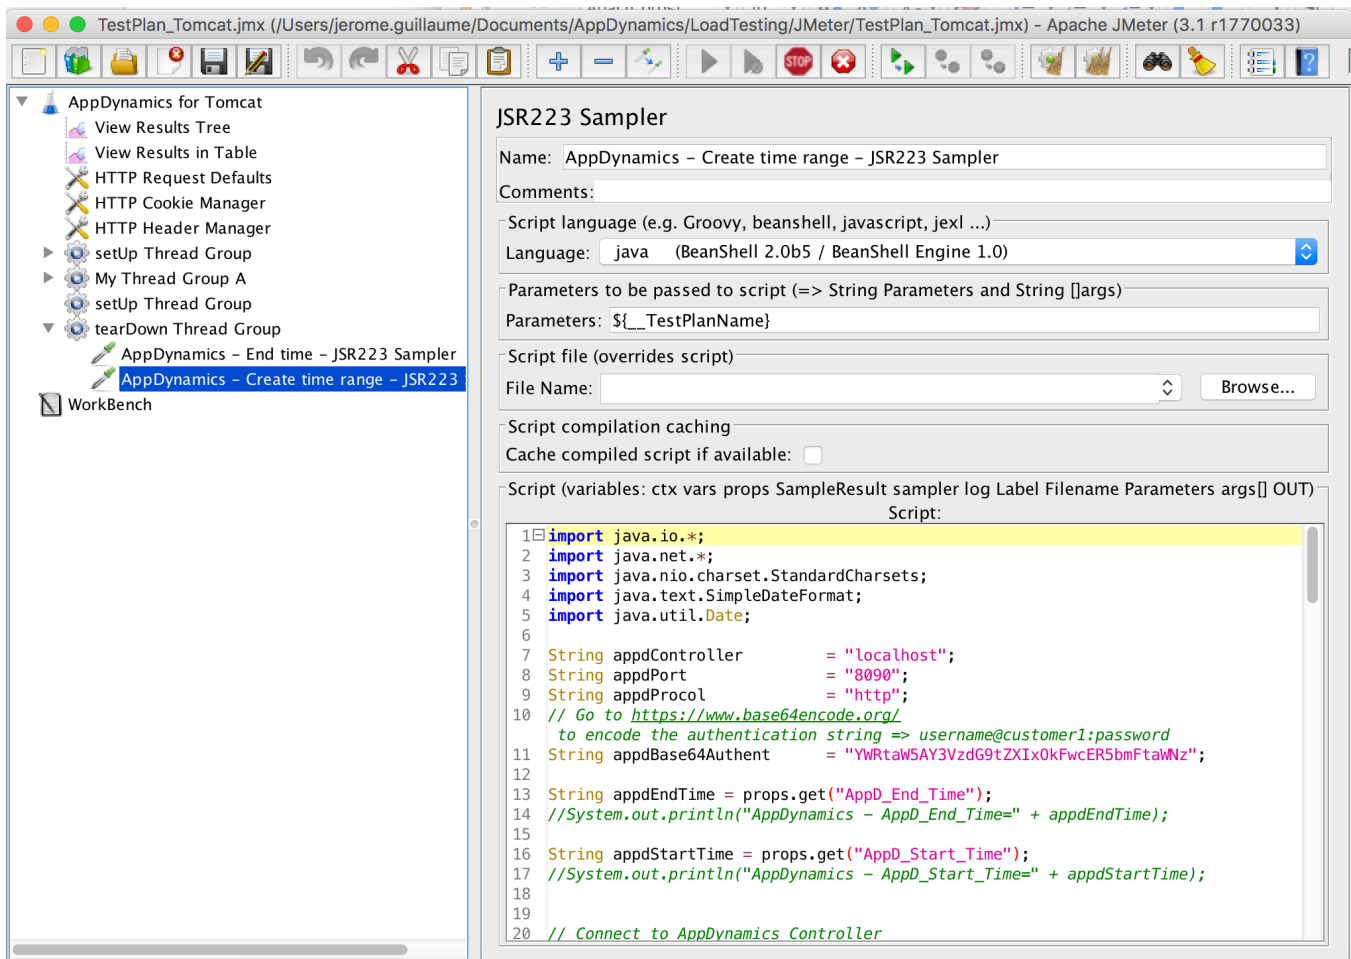 TestPlan_Tomcat.jmx (/Users/jerome.guillaume/Documents/AppDynamics/LoadTesting/JMeter/TestPlan_Tomcat.jmx) - Apache JMeter (3.1 r1770033)
STOP
?
AppDynamics for Tomcat
View Results Tree
View Results in Table
HTTP Request Defaults
HTTP Cookie Manager
HTTP Header Manager
setUp Thread Group
My Thread Group A
setUp Thread Group
tearDown Thread Group
AppDynamics - End time - JSR223 Sampler
AppDynamics - Create time range - JSR223
WorkBench
JSR223 Sampler
Name: AppDynamics - Create time range - JSR223 Sampler
Comments:
Script language (e.g. Groovy, beanshell, javascript, jexl ...)
Language: java (BeanShell 2.0b5 / BeanShell Engine 1.0)
Parameters to be passed to script (=> String Parameters and String []args)
Parameters: ${__TestPlanName}
Script file (overrides script)
File Name: Browse...
Script compilation caching
Cache compiled script if available:
Script (variables: ctx vars props SampleResult sampler log Label Filename Parameters args[] OUT)
Script:
1 import java.io.*;
2 import java.net.*;
3 import java.nio.charset.StandardCharsets;
4 import java.text.SimpleDateFormat;
5 import java.util.Date;
6
7 String appdController = "localhost";
8 String appdPort = "8090";
9 String appdProcol = "http";
10 // Go to https://www.base64encode.org/
to encode the authentication string => username@customer1:password
11 String appdBase64Authent = "YWRtaW5AY3VzdG9tZXIxOkFwcER5bmFtaWNz";
12
13 String appdEndTime = props.get("AppD_End_Time");
14 //System.out.println("AppDynamics - AppD_End_Time=" + appdEndTime);
15
16 String appdStartTime = props.get("AppD_Start_Time");
17 //System.out.println("AppDynamics - AppD_Start_Time=" + appdStartTime);
18
19
20 // Connect to AppDynamics Controller